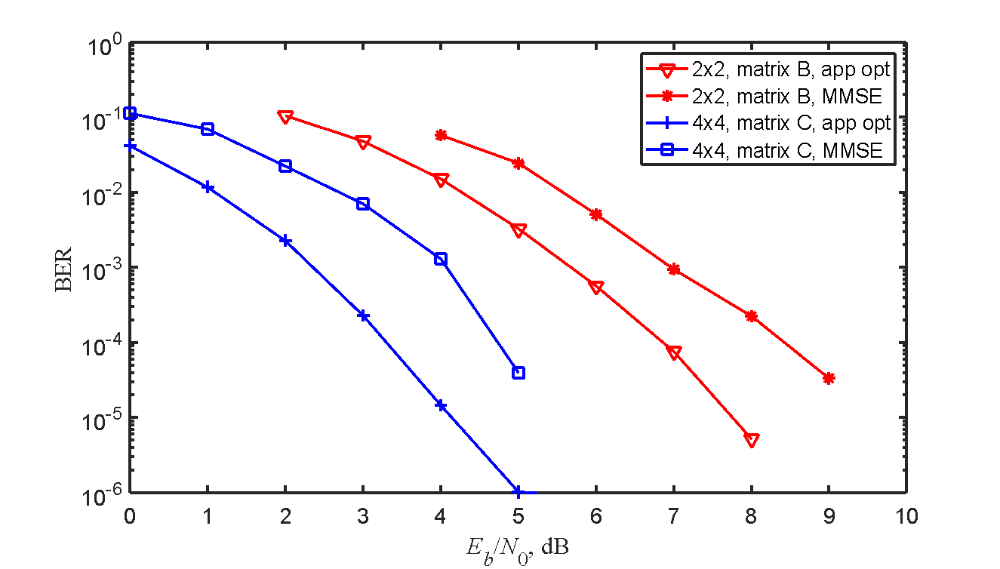 10^0
10^-1
10^-2
10^-3
10^-4
10^-5
10^-6
BER
2x2, matrix B, app opt
2x2, matrix B, MMSE
4x4, matrix C, app opt
4x4, matrix C, MMSE
0 1 2 3 4 5 6 7 8 9 10
E_b/N_0, dB